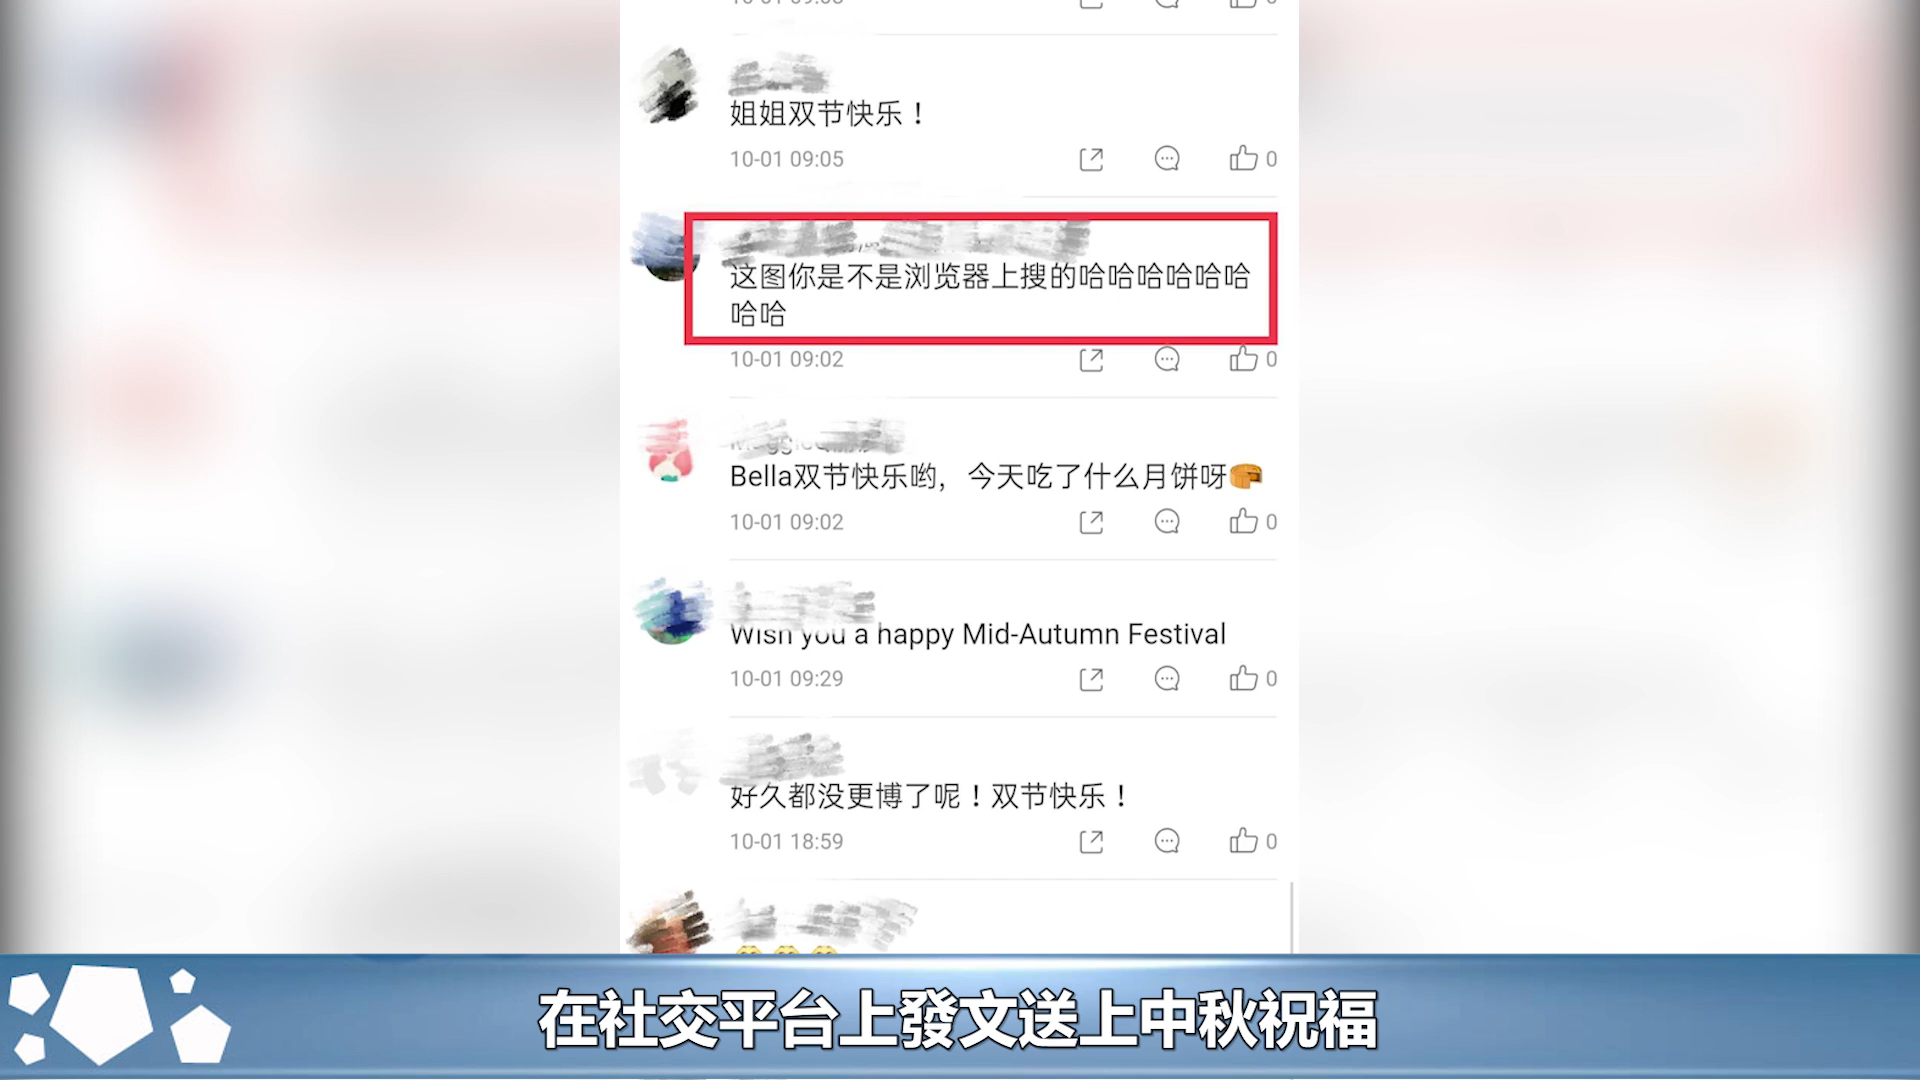 姐姐双节快乐！
10-01 09:05
0
这图你是不是浏览器上搜的哈哈哈哈哈哈
哈哈
10-01 09:02
0
Bella双节快乐哟，今天吃了什么月饼呀
10-01 09:02
0
Wish you a happy Mid-Autumn Festival
10-01 09:29
0
好久都没更博了呢！双节快乐！
10-01 18:59
0
在社交平台上發文送上中秋祝福